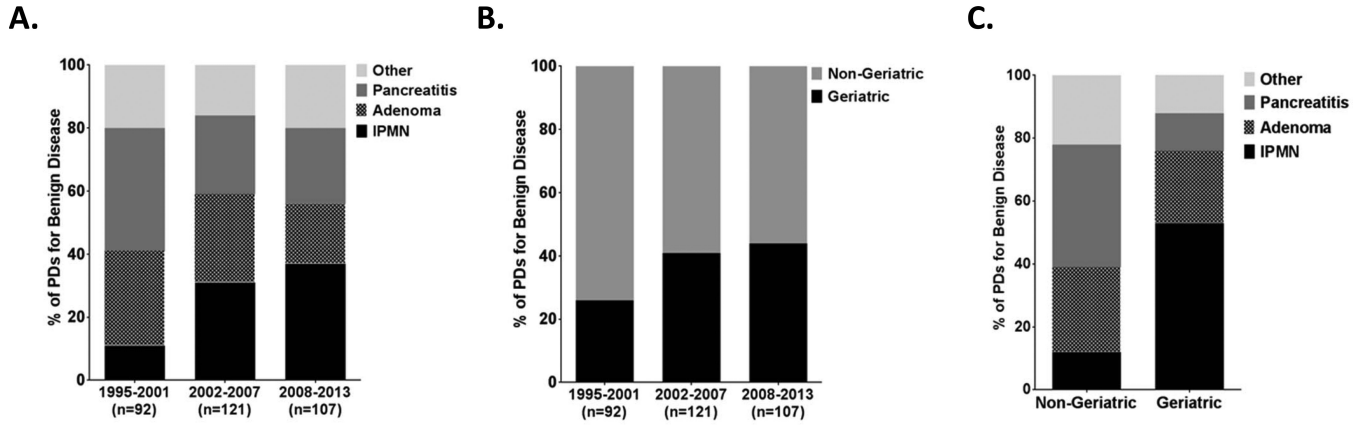 A.
% of PDs for Benign Disease
100
80
60
40
20
0
1995-2001
(n=92)
2002-2007
(n=121)
2008-2013
(n=107)
Other
Pancreatitis
Adenoma
IPMN
B.
% of PDs for Benign Disease
100
80
60
40
20
0
1995-2001
(n=92)
2002-2007
(n=121)
2008-2013
(n=107)
Non-Geriatric
Geriatric
C.
% of PDs for Benign Disease
100
80
60
40
20
0
Non-Geriatric
Geriatric
Other
Pancreatitis
Adenoma
IPMN